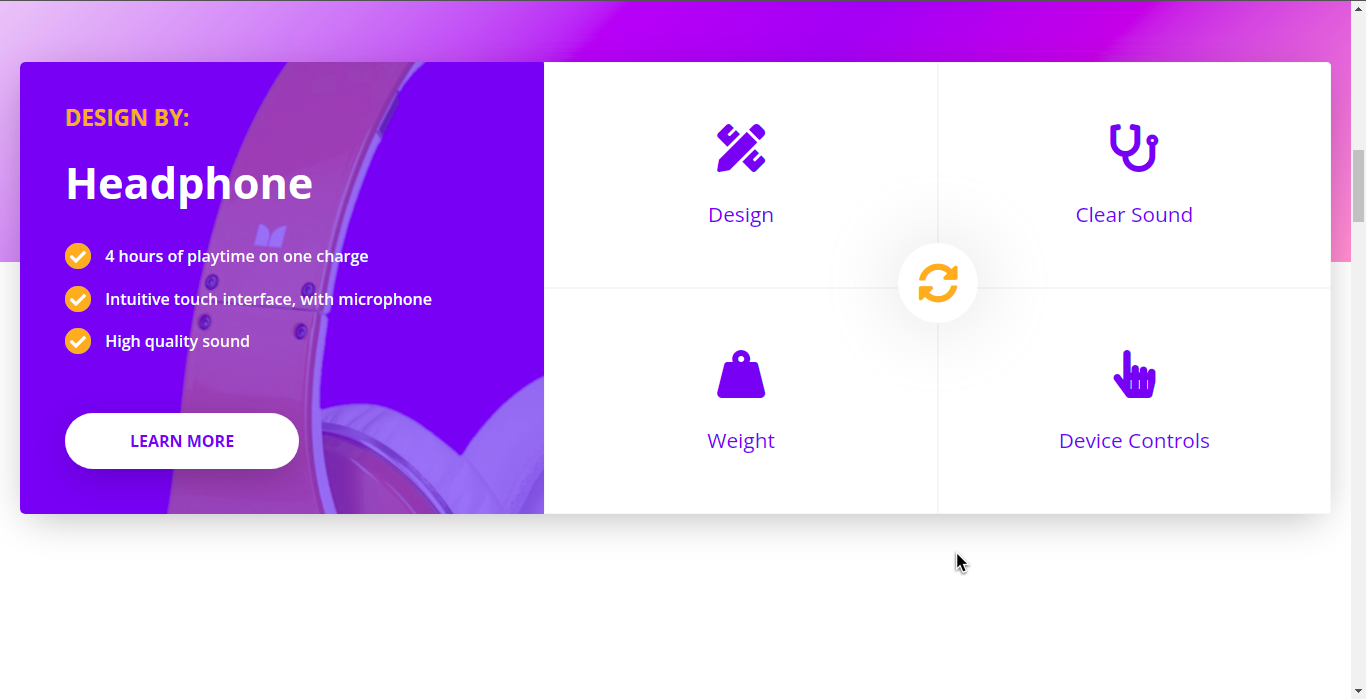 DESIGN BY:
Headphone
4 hours of playtime on one charge
Intuitive touch interface, with microphone
High quality sound
LEARN MORE
Design
Clear Sound
Weight
Device Controls